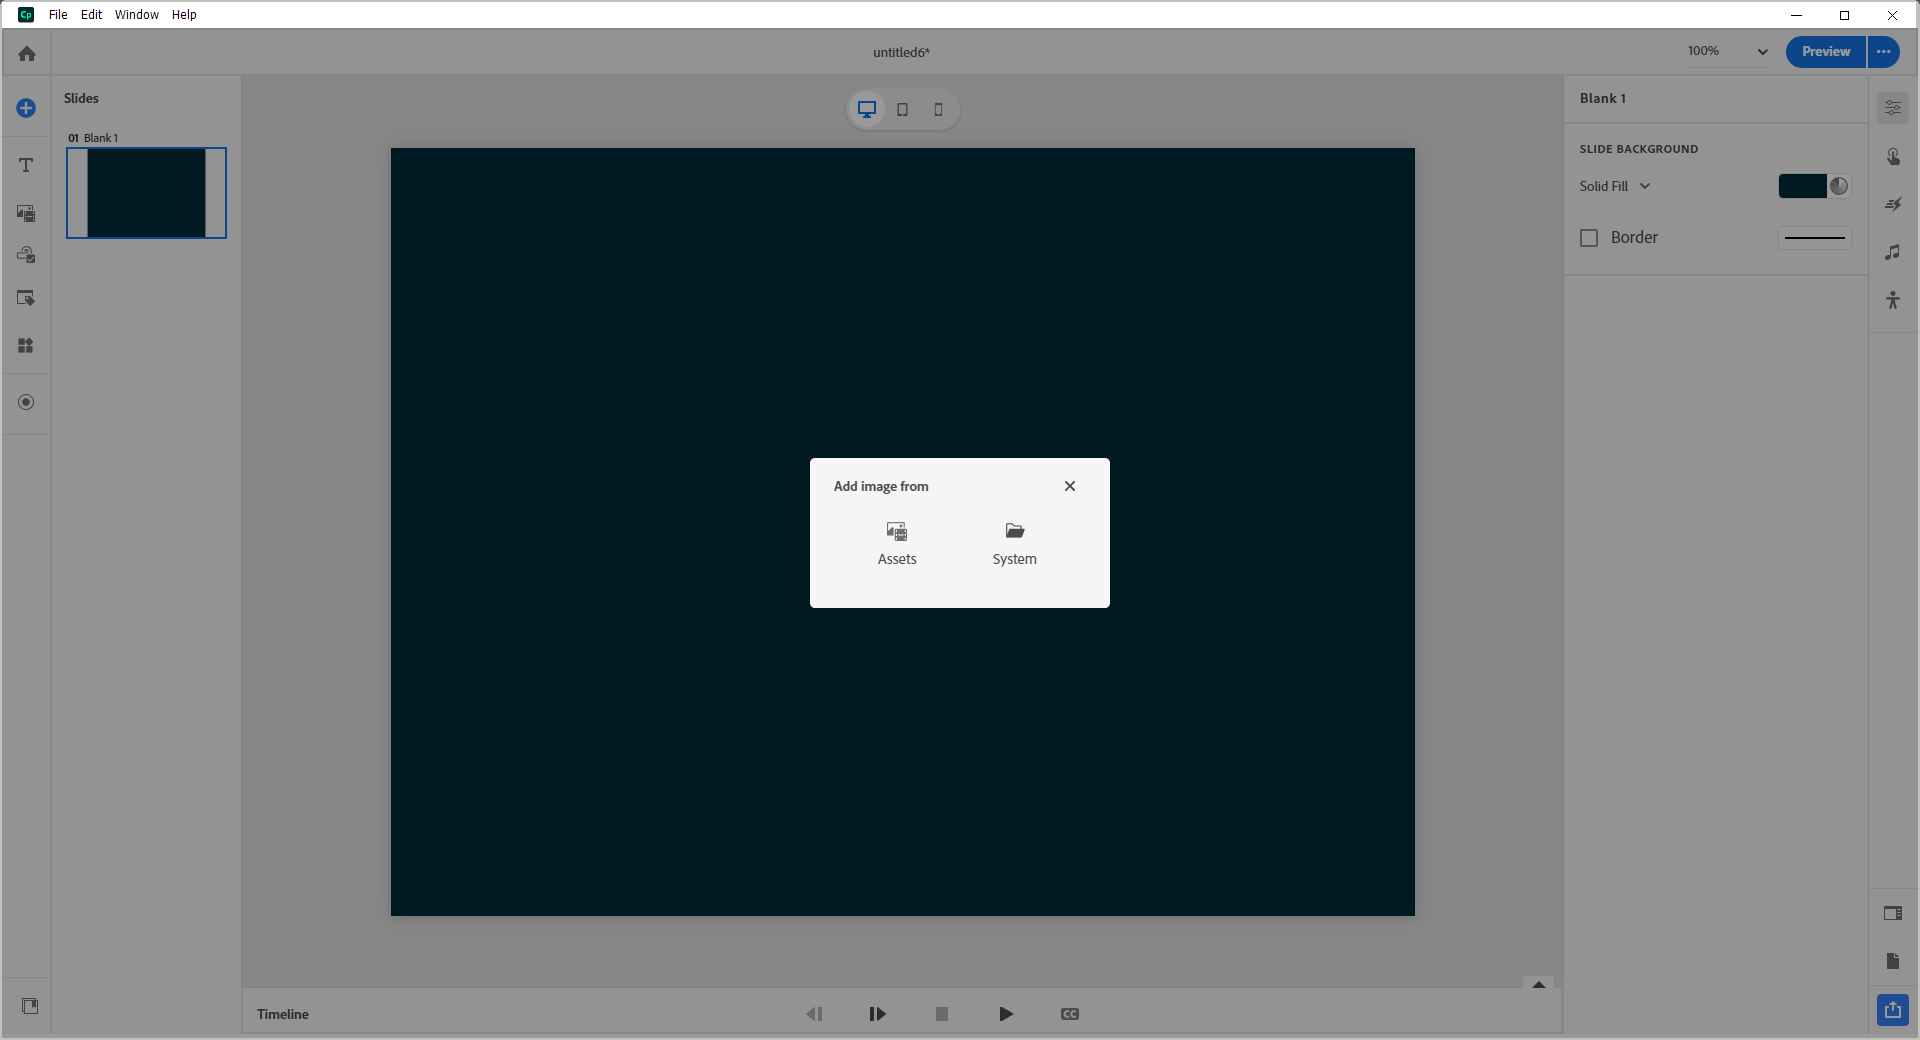 Cp File Edit Window Help
untitled6*
100%
Preview
Slides
01 Blank 1
Blank 1
SLIDE BACKGROUND
Solid Fill
Border
Add image from
Assets
System
Timeline
CC